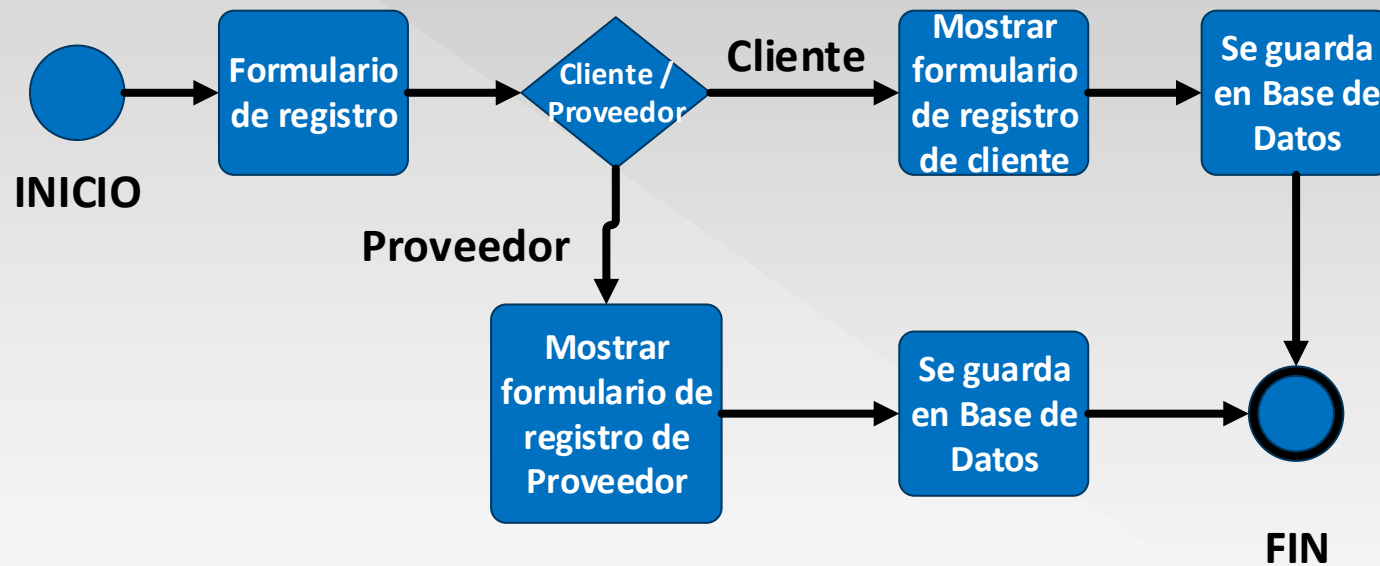 INICIO
Formulario
de registro
Cliente /
Proveedor
Cliente
Mostrar
formulario
de registro
de cliente
Se guarda
en Base de
Datos
Proveedor
Mostrar
formulario de
registro de
Proveedor
Se guarda
en Base de
Datos
FIN